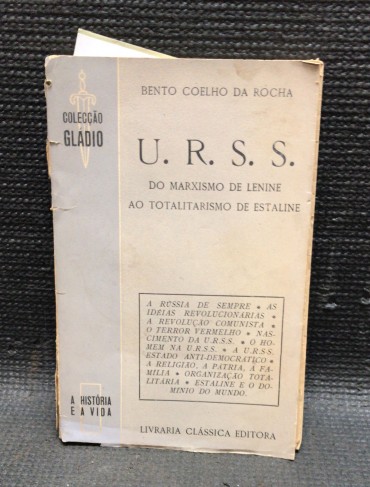 BENTO COELHO DA ROCHA
COLECÇÃO
GLADIO
U. R. S. S.
DO MARXISMO DE LENINE
AO TOTALITARISMO DE ESTALINE
A RÚSSIA DE SEMPRE • AS
IDEIAS REVOLUCIONÁRIAS •
A REVOLUÇÃO COMUNISTA •
O TERROR VERMELHO • NAS-
CIMENTO DA U.R.S.S. • O HO-
MEM NA U.R.S.S. • A U.R.S.S.
ESTADO ANTI-DEMOCRÁTICO •
A RELIGIÃO, A PATRIA, A FA-
MÍLIA • ORGANIZAÇÃO TOTA-
LITÁRIA • ESTALINE E O DO-
MÍNIO DO MUNDO.
A HISTÓRIA
E A VIDA
LIVRARIA CLÁSSICA EDITORA